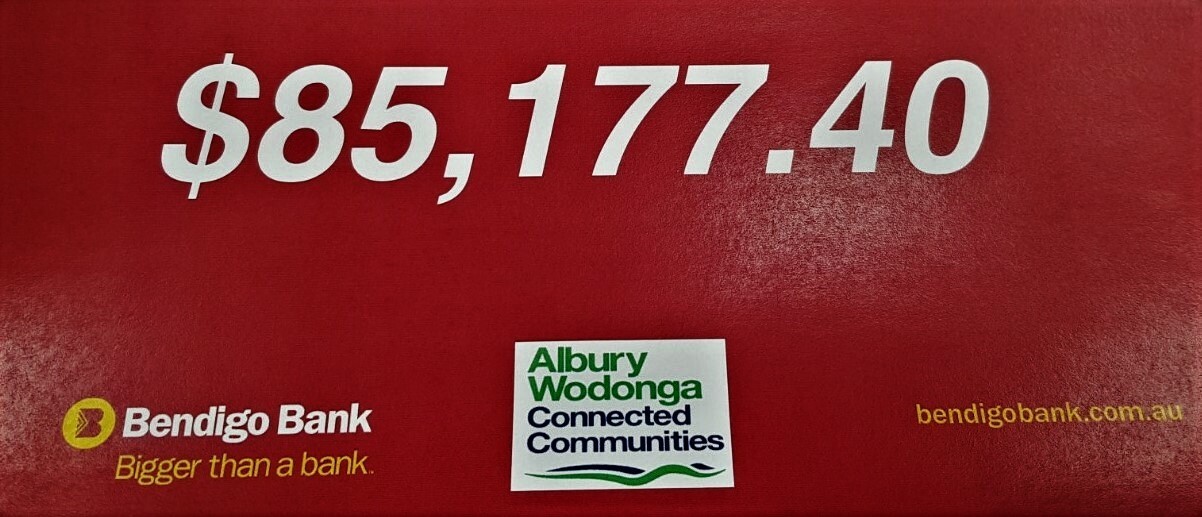 $85,177.40
Albury
Wodonga
Connected
Communities
Bendigo Bank
Bigger than a bank.
bendigobank.com.au